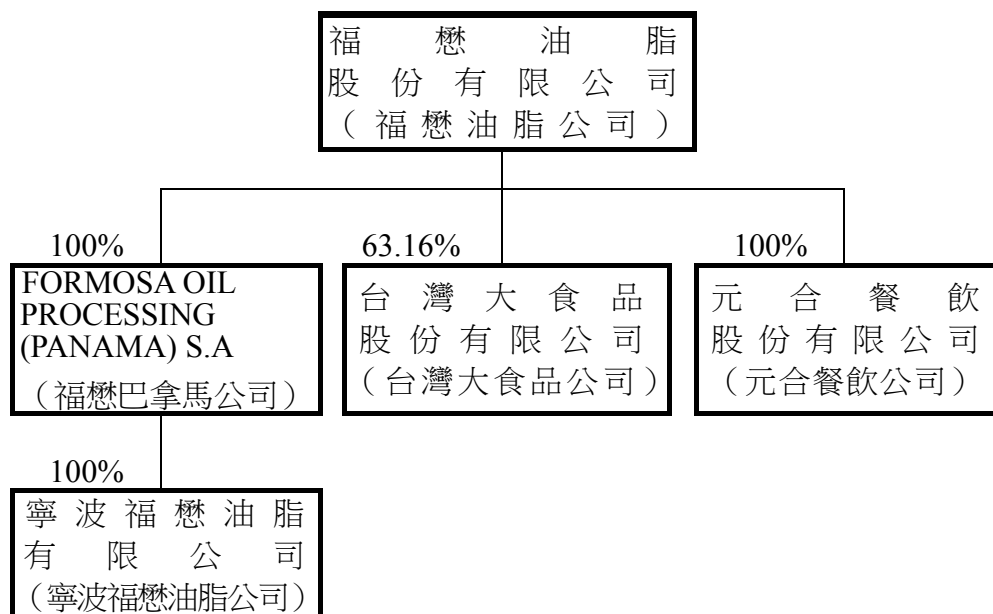 福懋油脂
股份有限公司
(福懋油脂公司)
100%
63.16%
100%
FORMOSA OIL
PROCESSING
(PANAMA) S.A
(福懋巴拿馬公司)
台灣大食品
股份有限公司
(台灣大食品公司)
元合餐飲
股份有限公司
(元合餐飲公司)
100%
寧波福懋油脂
有限公司
(寧波福懋油脂公司)